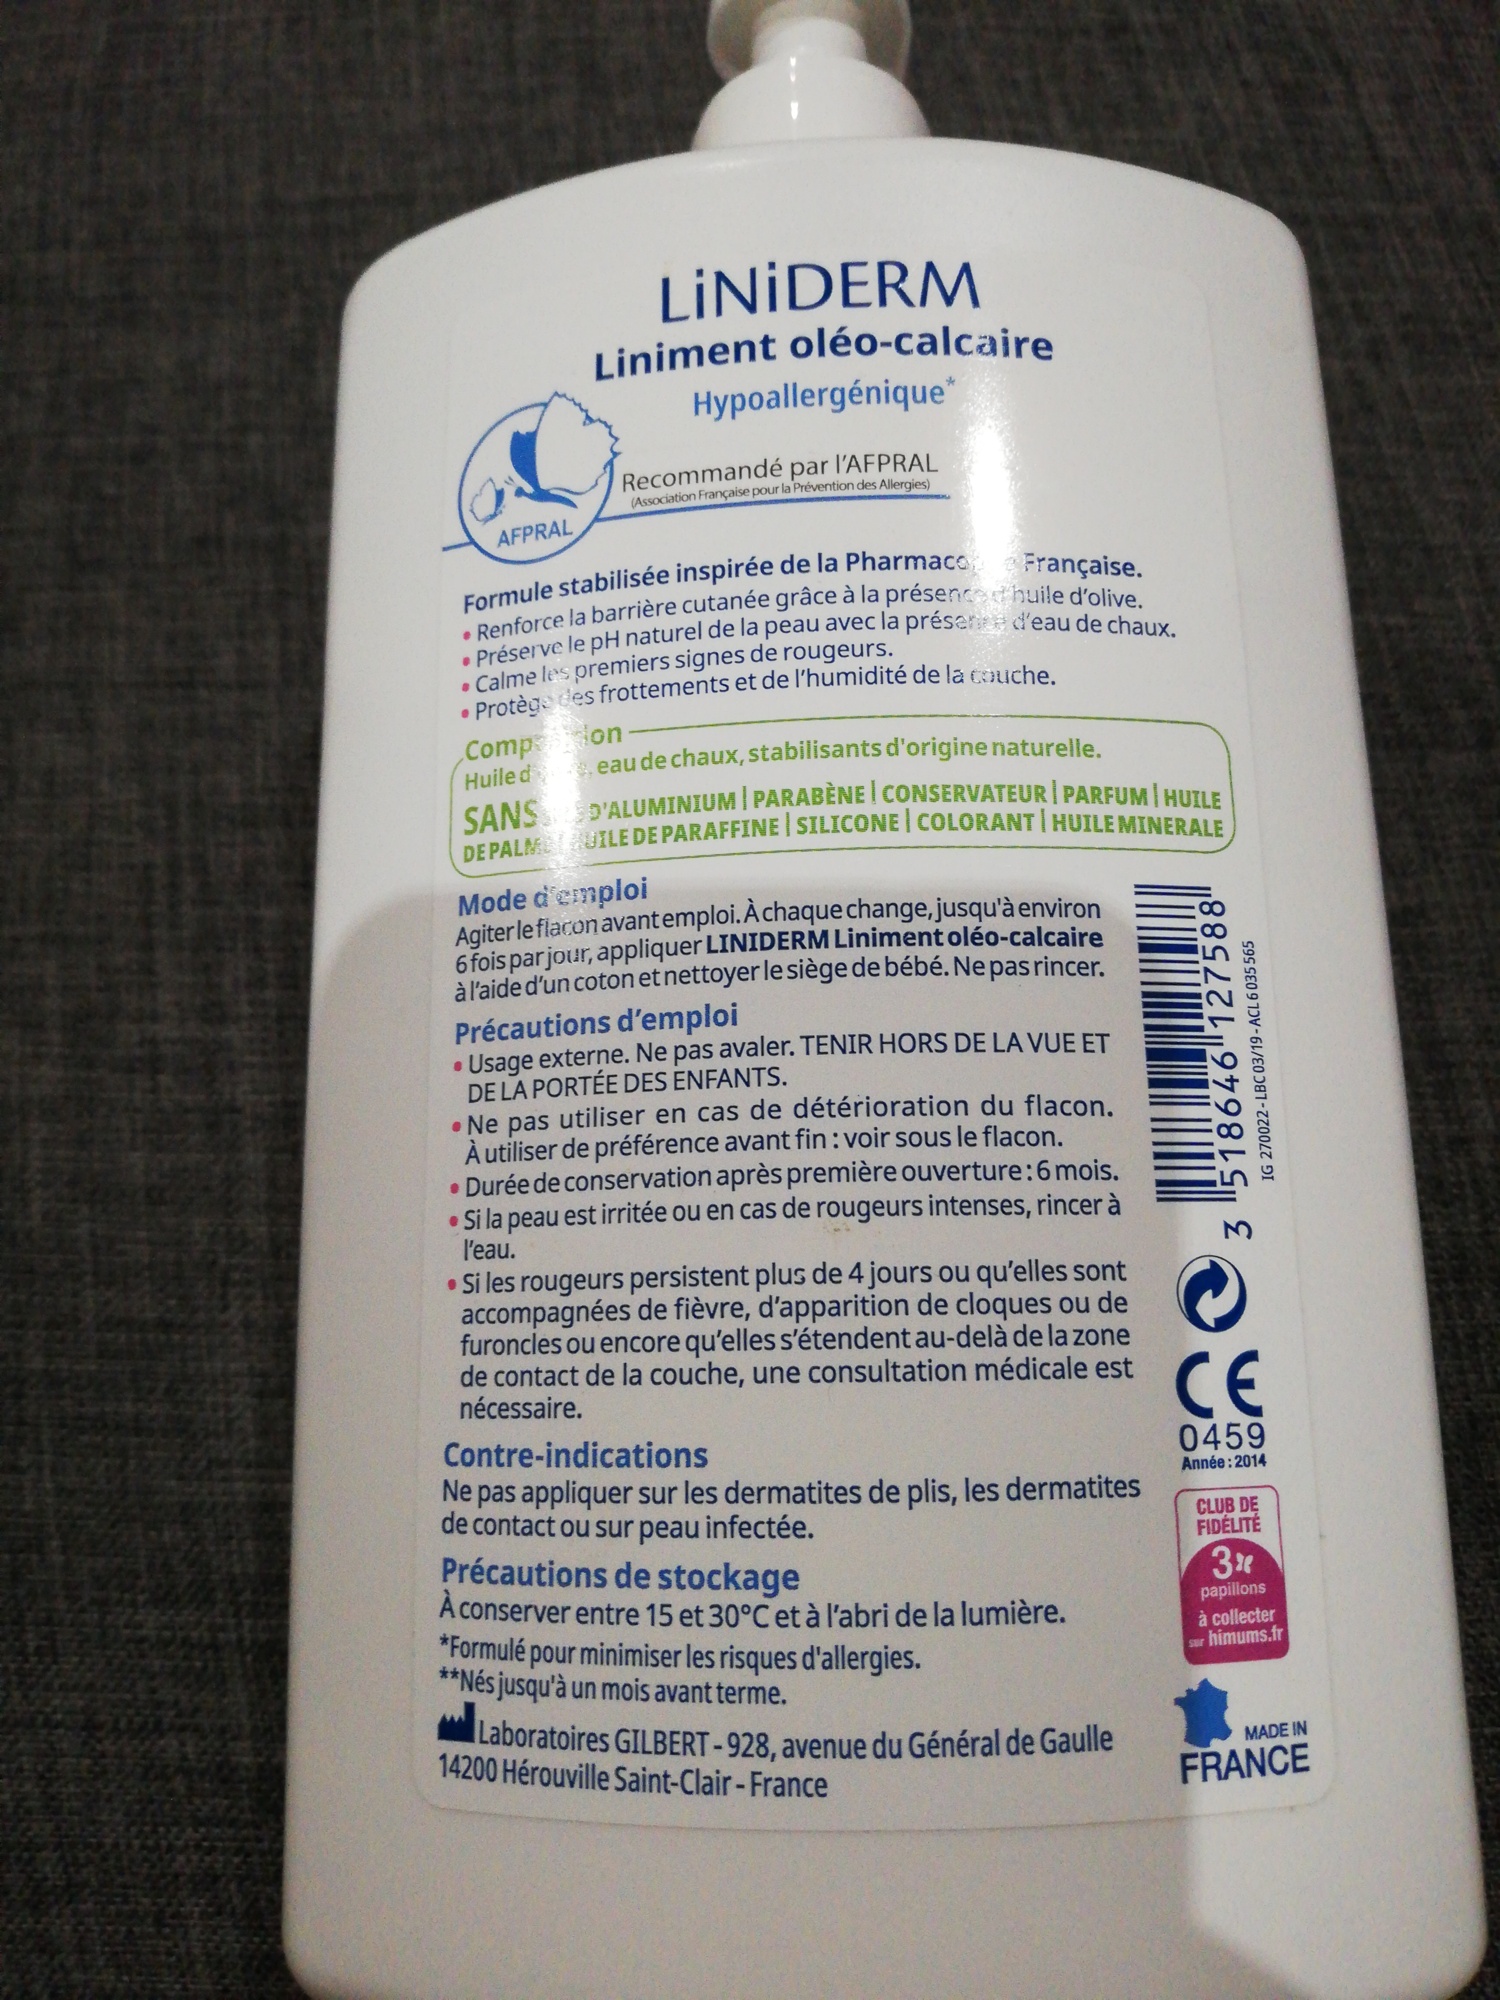 LiNiDERM
Liniment oléo-calcaire
Hypoallergénique*
Recommandé par l'AFPRAL
(Association Française pour la Prévention des Allergies)
AFPRAL
Formule stabilisée inspirée de la Française.
• Renforce la barrière cutanée grâce à la présence d'huile d'olive.
• Préserve le pH naturel de la peau avec la présence d'eau de chaux.
• Calme les premiers signes de rougeurs.
• Protège des frottements et de l'humidité de la couche.
Huile eau de chaux, stabilisants d'origine naturelle.
SANS D'ALUMINIUM | PARABÈNE | CONSERVATEUR | PARFUM | HUILE
DE PALME | HUILE DE PARAFFINE | SILICONE | COLORANT | HUILE MINERALE
Mode d'emploi
Agiter le flacon avant emploi. À chaque change, jusqu'à environ
6 fois par jour, appliquer LINIDERM Liniment oléo-calcaire
à l'aide d'un coton et nettoyer le siège de bébé. Ne pas rincer.
Précautions d'emploi
• Usage externe. Ne pas avaler. TENIR HORS DE LA VUE ET
DE LA PORTÉE DES ENFANTS.
• Ne pas utiliser en cas de détérioration du flacon.
À utiliser de préférence avant fin : voir sous le flacon.
• Durée de conservation après première ouverture : 6 mois.
• Si la peau est irritée ou en cas de rougeurs intenses, rincer à
l'eau.
• Si les rougeurs persistent plus de 4 jours ou qu'elles sont
accompagnées de fièvre, d'apparition de cloques ou de
furoncles ou encore qu'elles s'étendent au-delà de la zone
de contact de la couche, une consultation médicale est
nécessaire.
Contre-indications
Ne pas appliquer sur les dermatites de plis, les dermatites
de contact ou sur peau infectée.
Précautions de stockage
À conserver entre 15 et 30°C et à l'abri de la lumière.
*Formulé pour minimiser les risques d'allergies.
**Nés jusqu'à un mois avant terme.
Laboratoires GILBERT - 928, avenue du Général de Gaulle
14200 Hérouville Saint-Clair - France
3 518646 127588
IG 270022 - LBC 03/19 - ACL 6 035 565
CE
0459
Année : 2014
CLUB DE
FIDÉLITÉ
3
papillons
à collecter
sur himums.fr
MADE IN
FRANCE